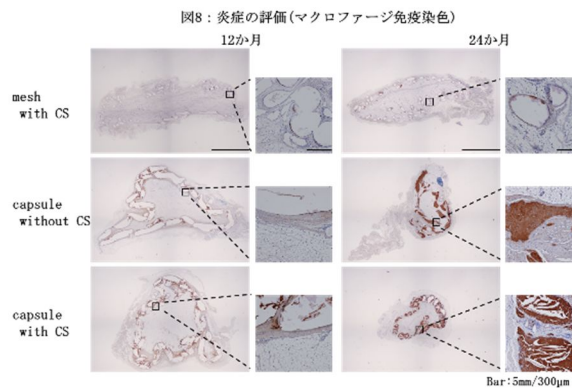 図8：炎症の評価(マクロファージ免疫染色)
12か月
24か月
mesh
with CS
capsule
without CS
capsule
with CS
Bar:5mm/300μm